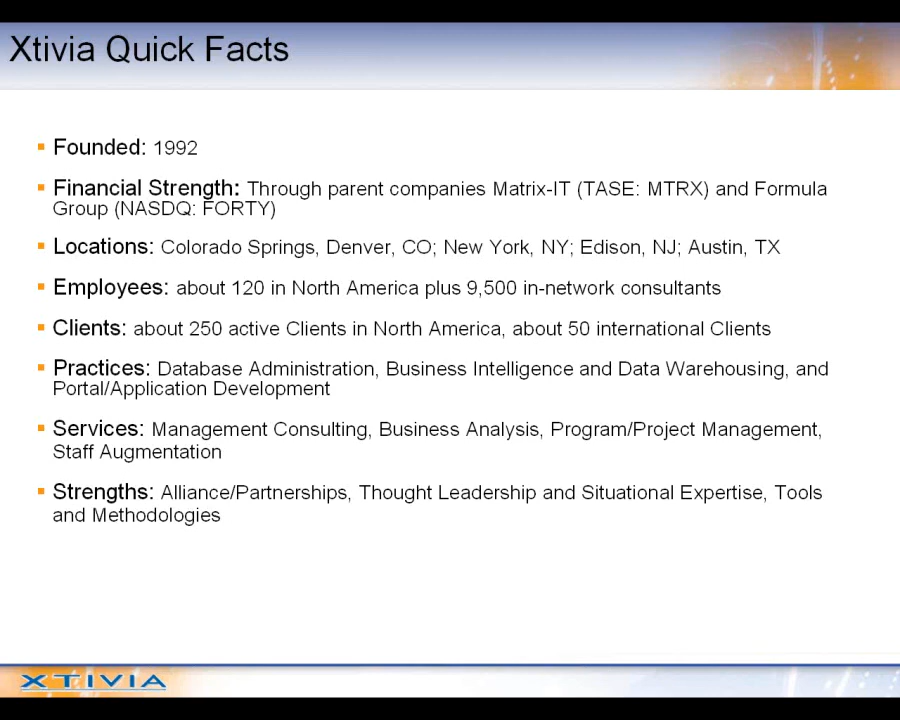 Xtivia Quick Facts
▪ Founded: 1992
▪ Financial Strength: Through parent companies Matrix-IT (TASE: MTRX) and Formula
Group (NASDQ: FORTY)
▪ Locations: Colorado Springs, Denver, CO; New York, NY; Edison, NJ; Austin, TX
▪ Employees: about 120 in North America plus 9,500 in-network consultants
▪ Clients: about 250 active Clients in North America, about 50 international Clients
▪ Practices: Database Administration, Business Intelligence and Data Warehousing, and
Portal/Application Development
▪ Services: Management Consulting, Business Analysis, Program/Project Management,
Staff Augmentation
▪ Strengths: Alliance/Partnerships, Thought Leadership and Situational Expertise, Tools
and Methodologies
XTIVIA